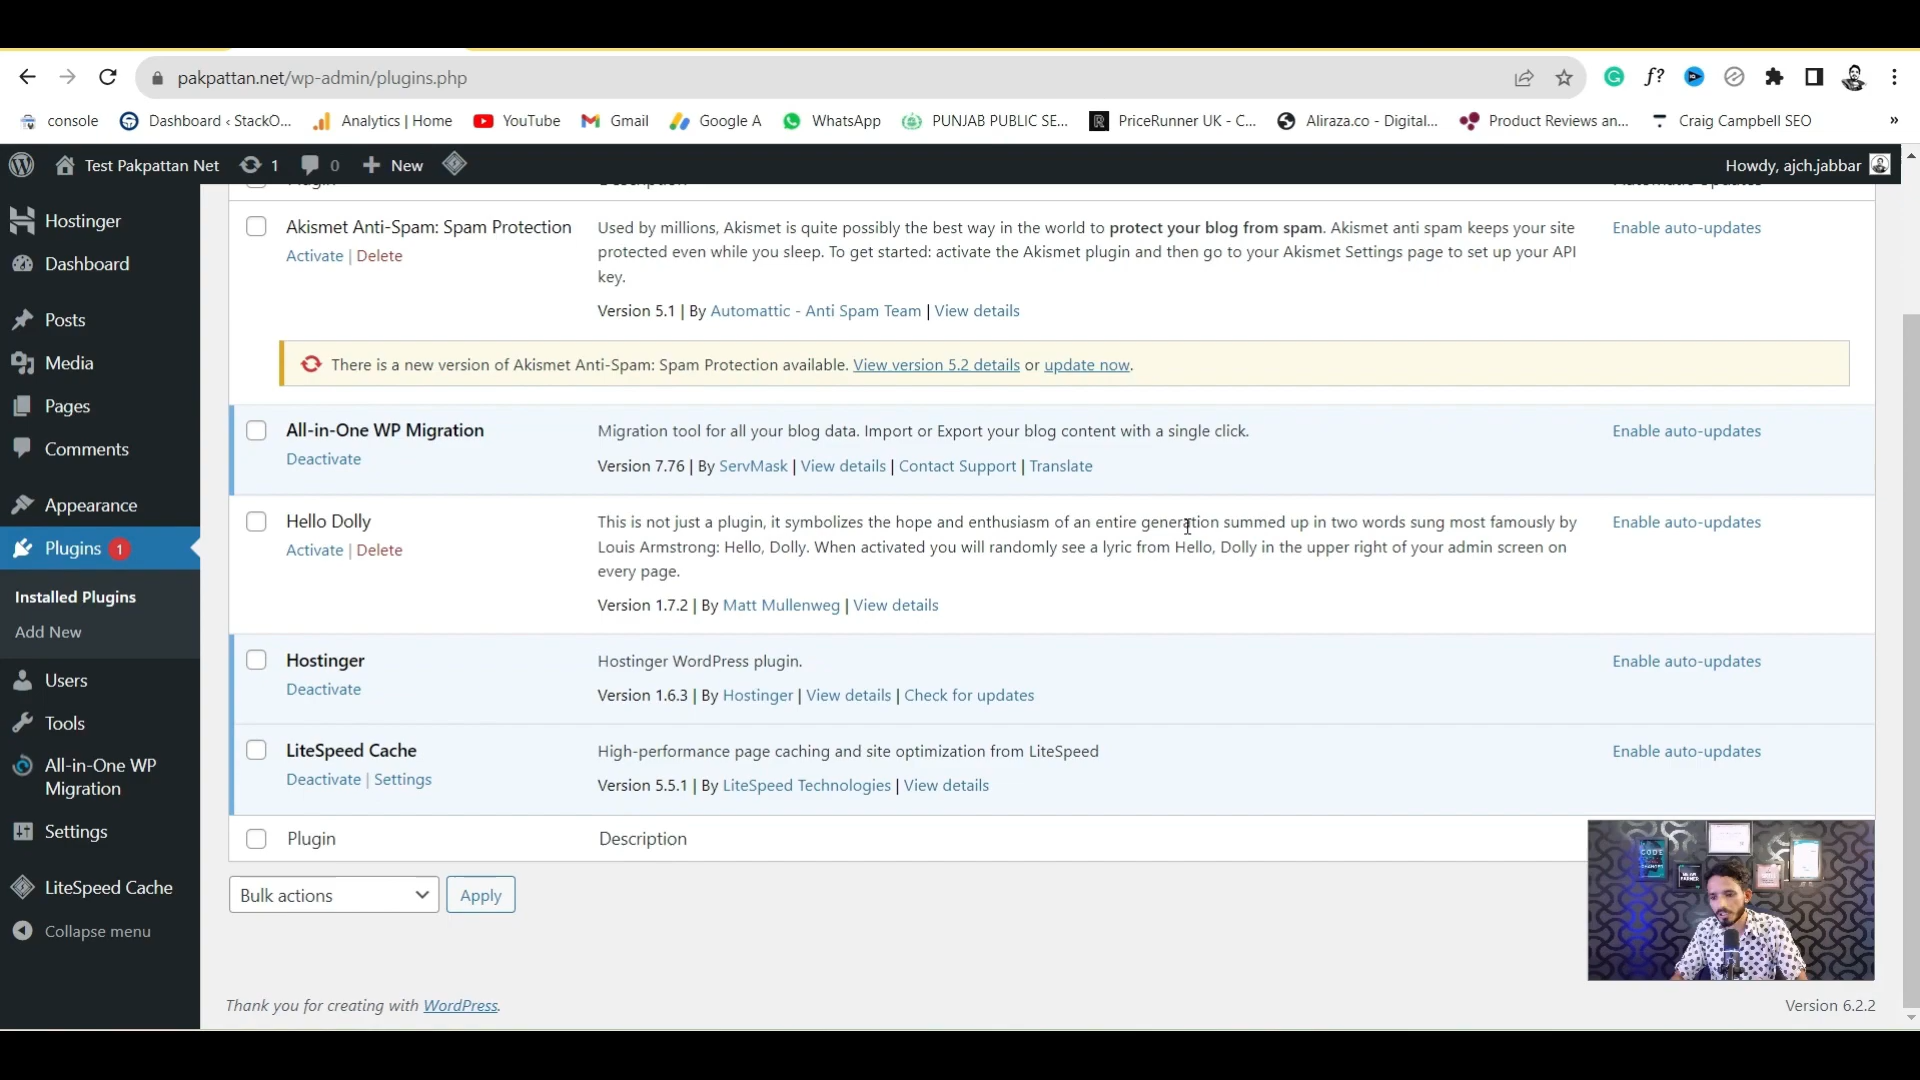 pakpattan.net/wp-admin/plugins.php
console Dashboard ‹ StackO... Analytics | Home YouTube Gmail Google A WhatsApp PUNJAB PUBLIC SE... PriceRunner UK - C... Aliraza.co - Digital... Product Reviews an... Craig Campbell SEO »
Test Pakpattan Net 1 0 New Howdy, ajch.jabbar
Hostinger
Dashboard
Posts
Media
Pages
Comments
Appearance
Plugins 1
Installed Plugins
Add New
Users
Tools
All-in-One WP
Migration
Settings
LiteSpeed Cache
Collapse menu
Plugin Description Automatic Updates
Akismet Anti-Spam: Spam Protection
Activate | Delete
Used by millions, Akismet is quite possibly the best way in the world to protect your blog from spam. Akismet anti spam keeps your site
protected even while you sleep. To get started: activate the Akismet plugin and then go to your Akismet Settings page to set up your API
key.
Version 5.1 | By Automattic - Anti Spam Team | View details
Enable auto-updates
There is a new version of Akismet Anti-Spam: Spam Protection available. View version 5.2 details or update now.
All-in-One WP Migration
Deactivate
Migration tool for all your blog data. Import or Export your blog content with a single click.
Version 7.76 | By ServMask | View details | Contact Support | Translate
Enable auto-updates
Hello Dolly
Activate | Delete
This is not just a plugin, it symbolizes the hope and enthusiasm of an entire generation summed up in two words sung most famously by
Louis Armstrong: Hello, Dolly. When activated you will randomly see a lyric from Hello, Dolly in the upper right of your admin screen on
every page.
Version 1.7.2 | By Matt Mullenweg | View details
Enable auto-updates
Hostinger
Deactivate
Hostinger WordPress plugin.
Version 1.6.3 | By Hostinger | View details | Check for updates
Enable auto-updates
LiteSpeed Cache
Deactivate | Settings
High-performance page caching and site optimization from LiteSpeed
Version 5.5.1 | By LiteSpeed Technologies | View details
Enable auto-updates
Plugin Description
Bulk actions Apply
CODE
Thank you for creating with WordPress.
Version 6.2.2